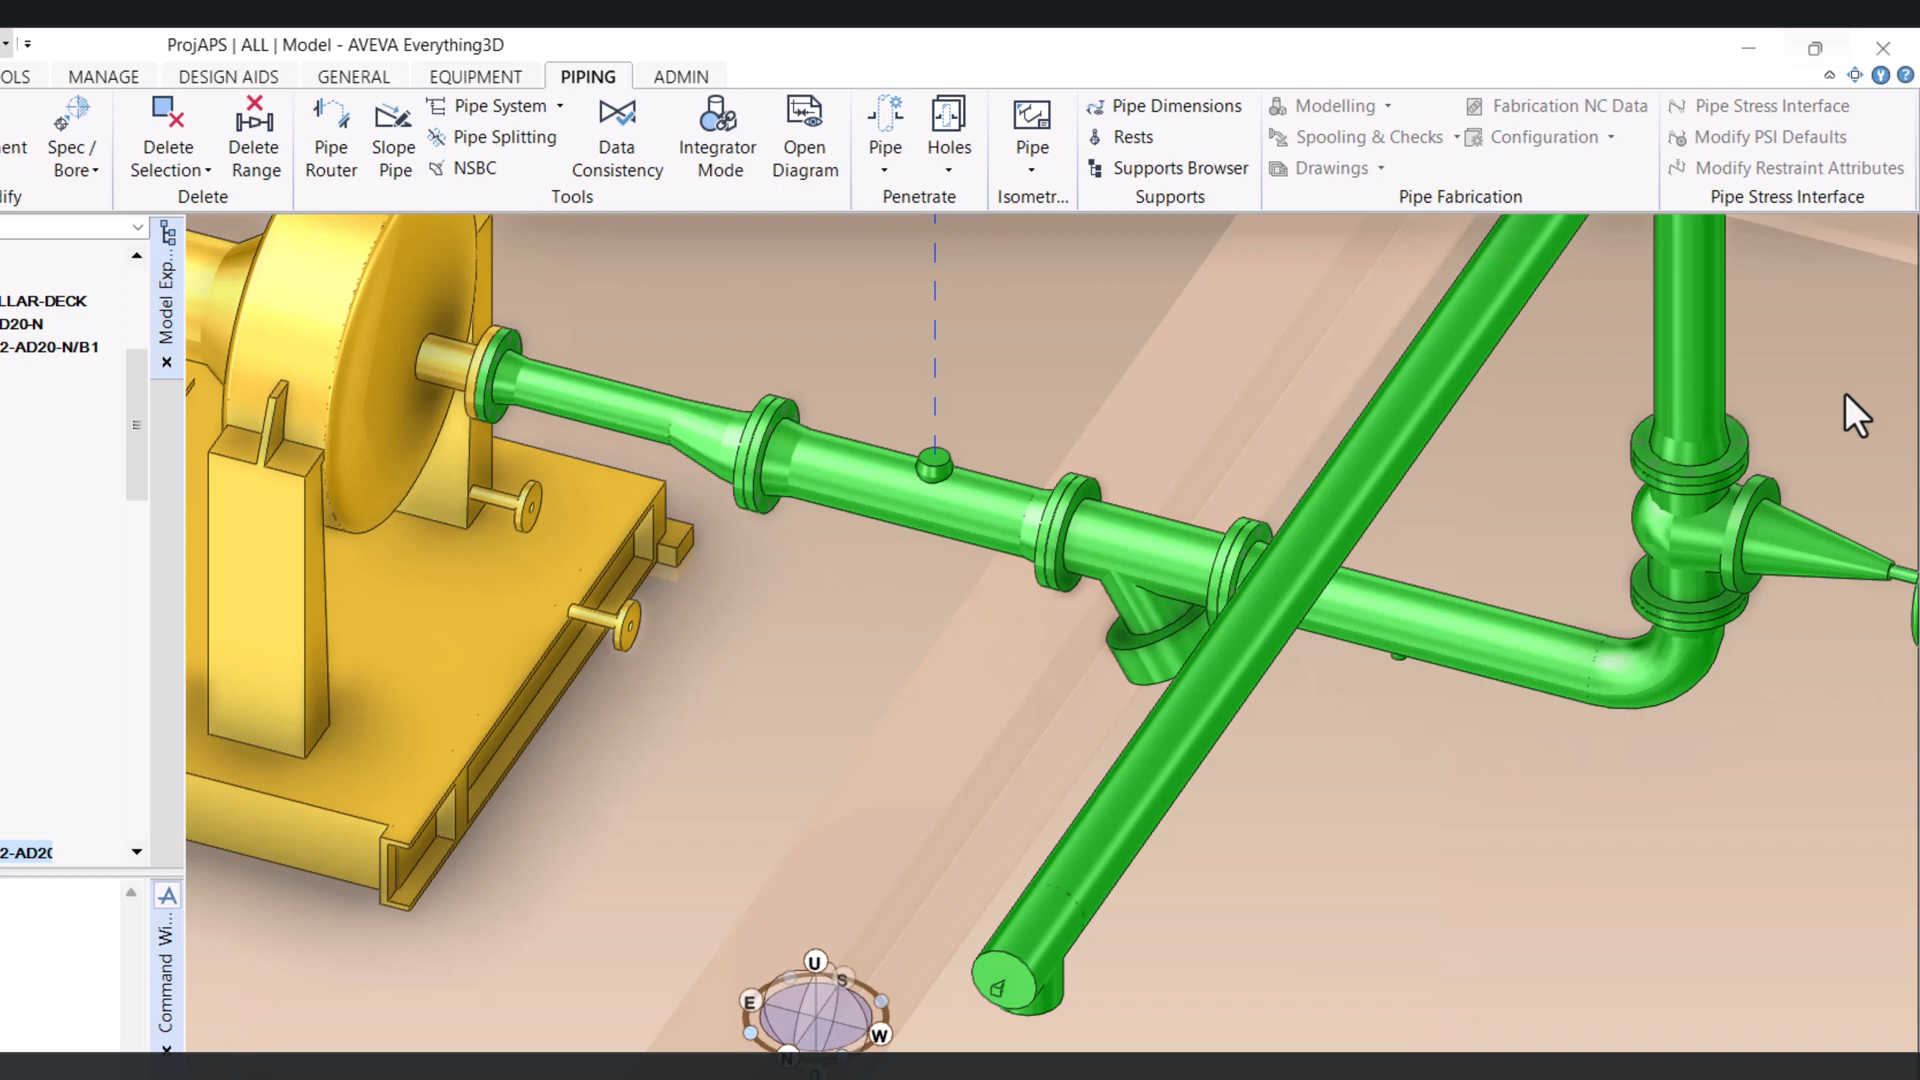 ProjAPS | ALL | Model - AVEVA Everything3D
OLS MANAGE DESIGN AIDS GENERAL EQUIPMENT PIPING ADMIN
ent
Spec / Bore
ify
Delete Selection
Delete Range
Delete
Pipe Router
Slope Pipe
Pipe System
Pipe Splitting
NSBC
Data Consistency
Integrator Mode
Open Diagram
Tools
Pipe
Holes
Penetrate
Pipe
Isometr...
Pipe Dimensions
Rests
Supports Browser
Supports
Modelling
Spooling & Checks
Drawings
Fabrication NC Data
Configuration
Pipe Fabrication
Pipe Stress Interface
Modify PSI Defaults
Modify Restraint Attributes
Pipe Stress Interface
Model Exp...
LLAR-DECK
D20-N
2-AD20-N/B1
2-AD20
Command Wi...
U
S
E
W
N